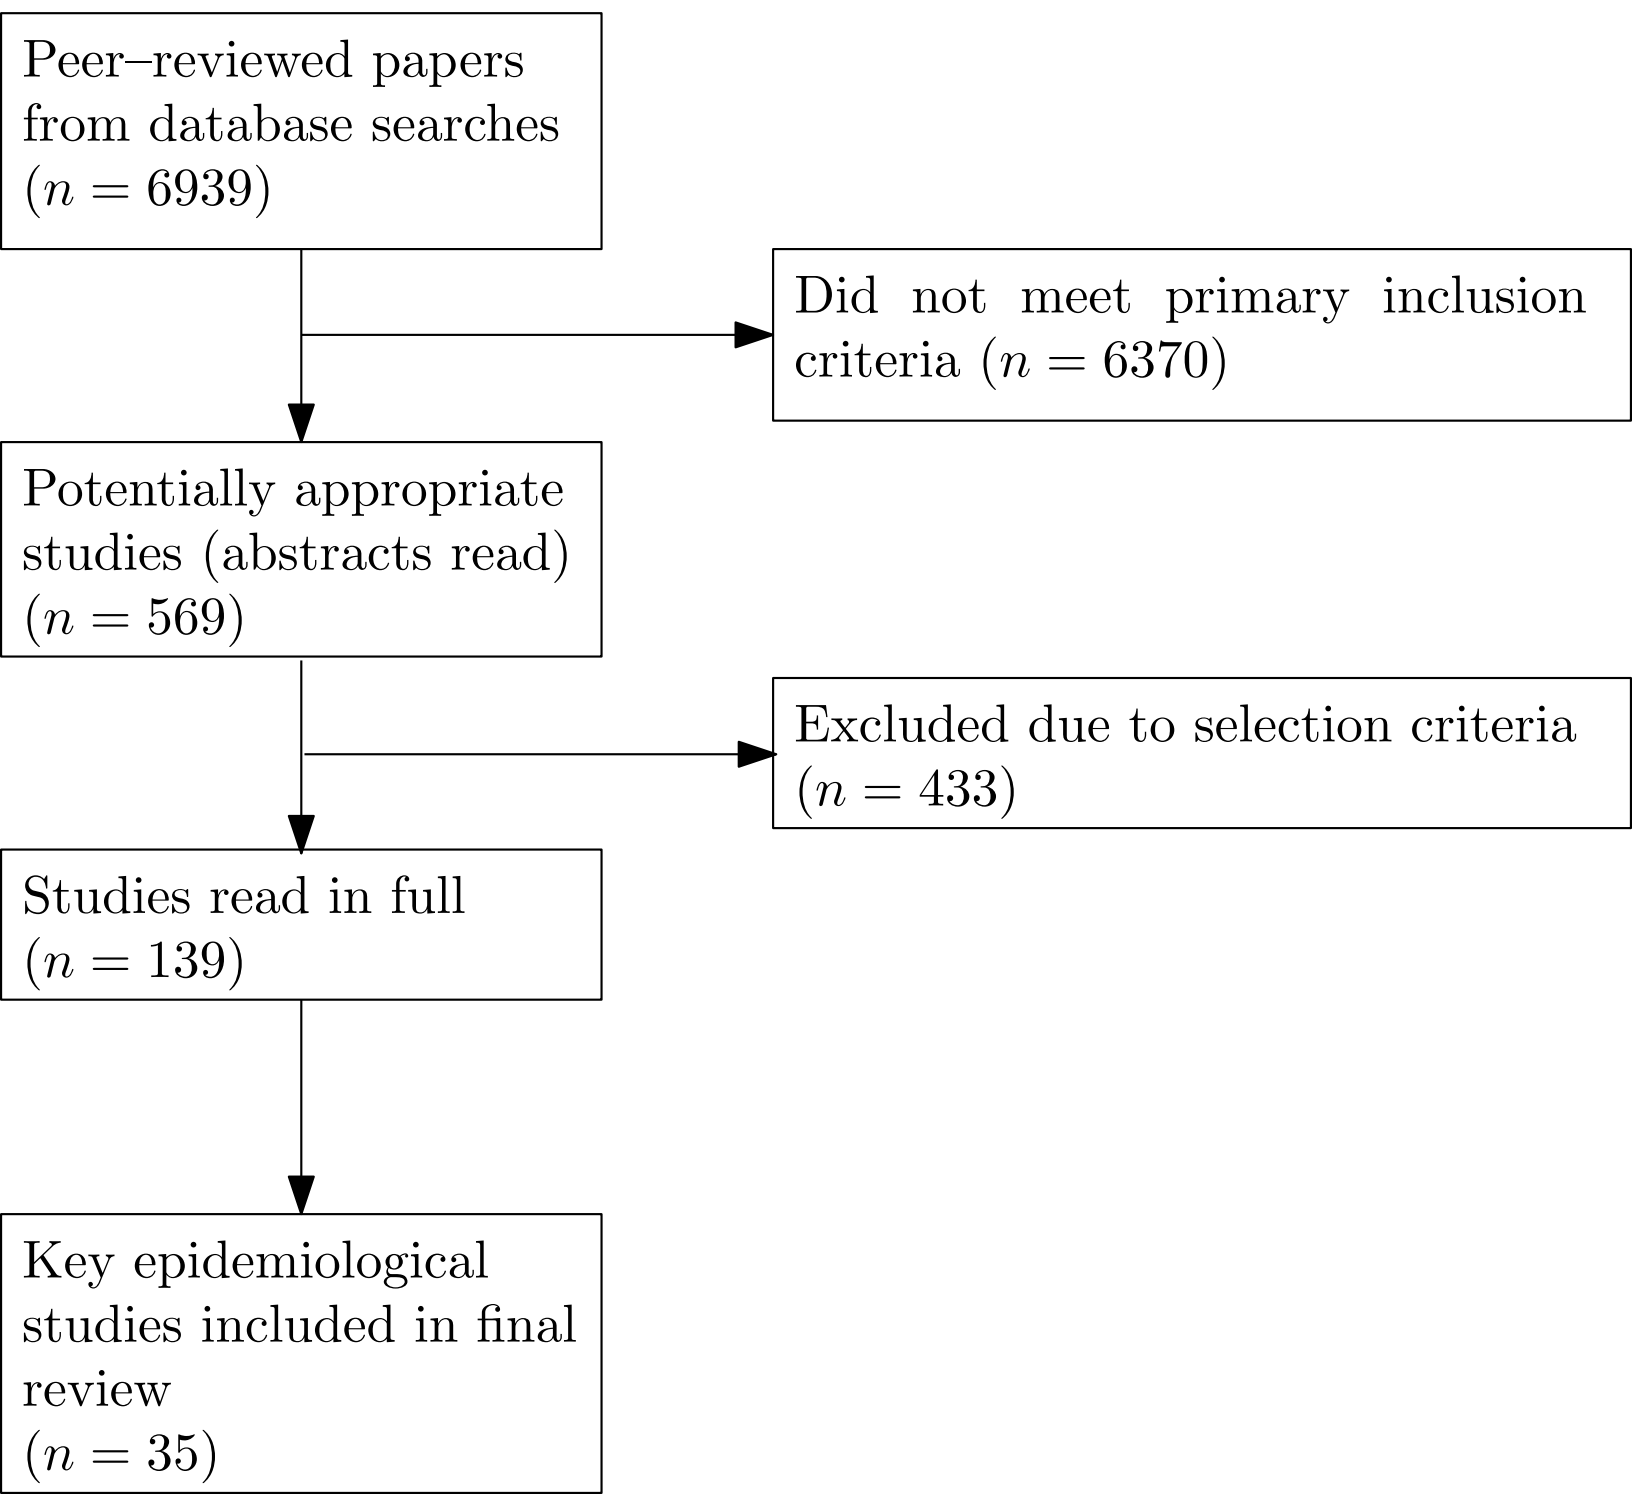 Peer–reviewed papers
from database searches
(n = 6939)
Did not meet primary inclusion
criteria (n = 6370)
Potentially appropriate
studies (abstracts read)
(n = 569)
Excluded due to selection criteria
(n = 433)
Studies read in full
(n = 139)
Key epidemiological
studies included in final
review
(n = 35)